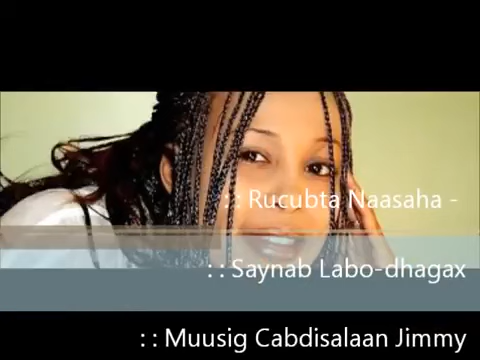 : : Rucubta Naasaha -
: : Saynab Labo-dhagax
: : Muusig Cabdisalaan Jimmy